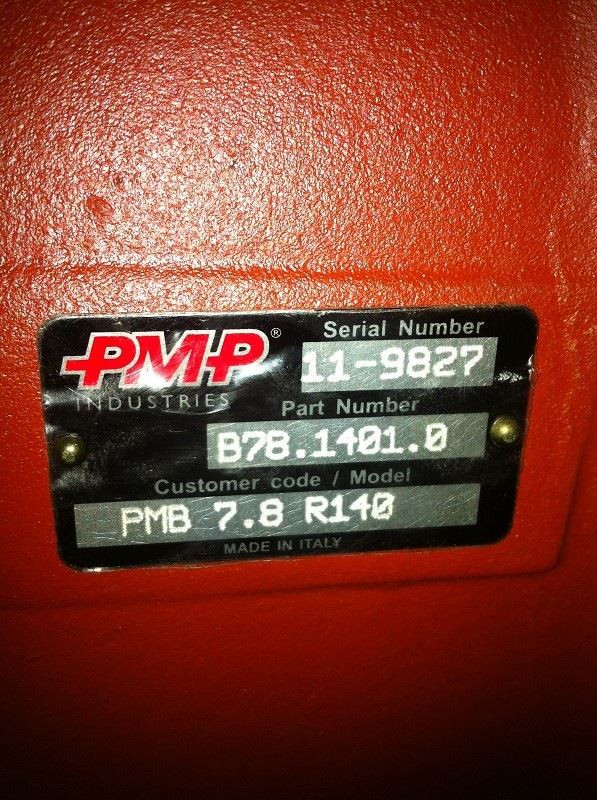 PMP®
INDUSTRIES
Serial Number
11-9827
Part Number
B78.1401.0
Customer code / Model
PMB 7.8 R140
MADE IN ITALY